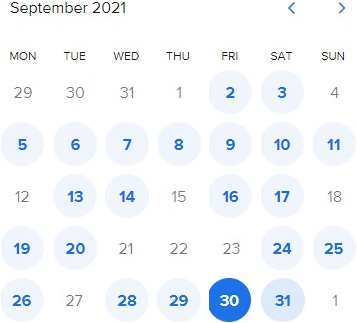 September 2021
MON TUE WED THU FRI SAT SUN
29 30 31 1 2 3 4
5 6 7 8 9 10 11
12 13 14 15 16 17 18
19 20 21 22 23 24 25
26 27 28 29 30 31 1